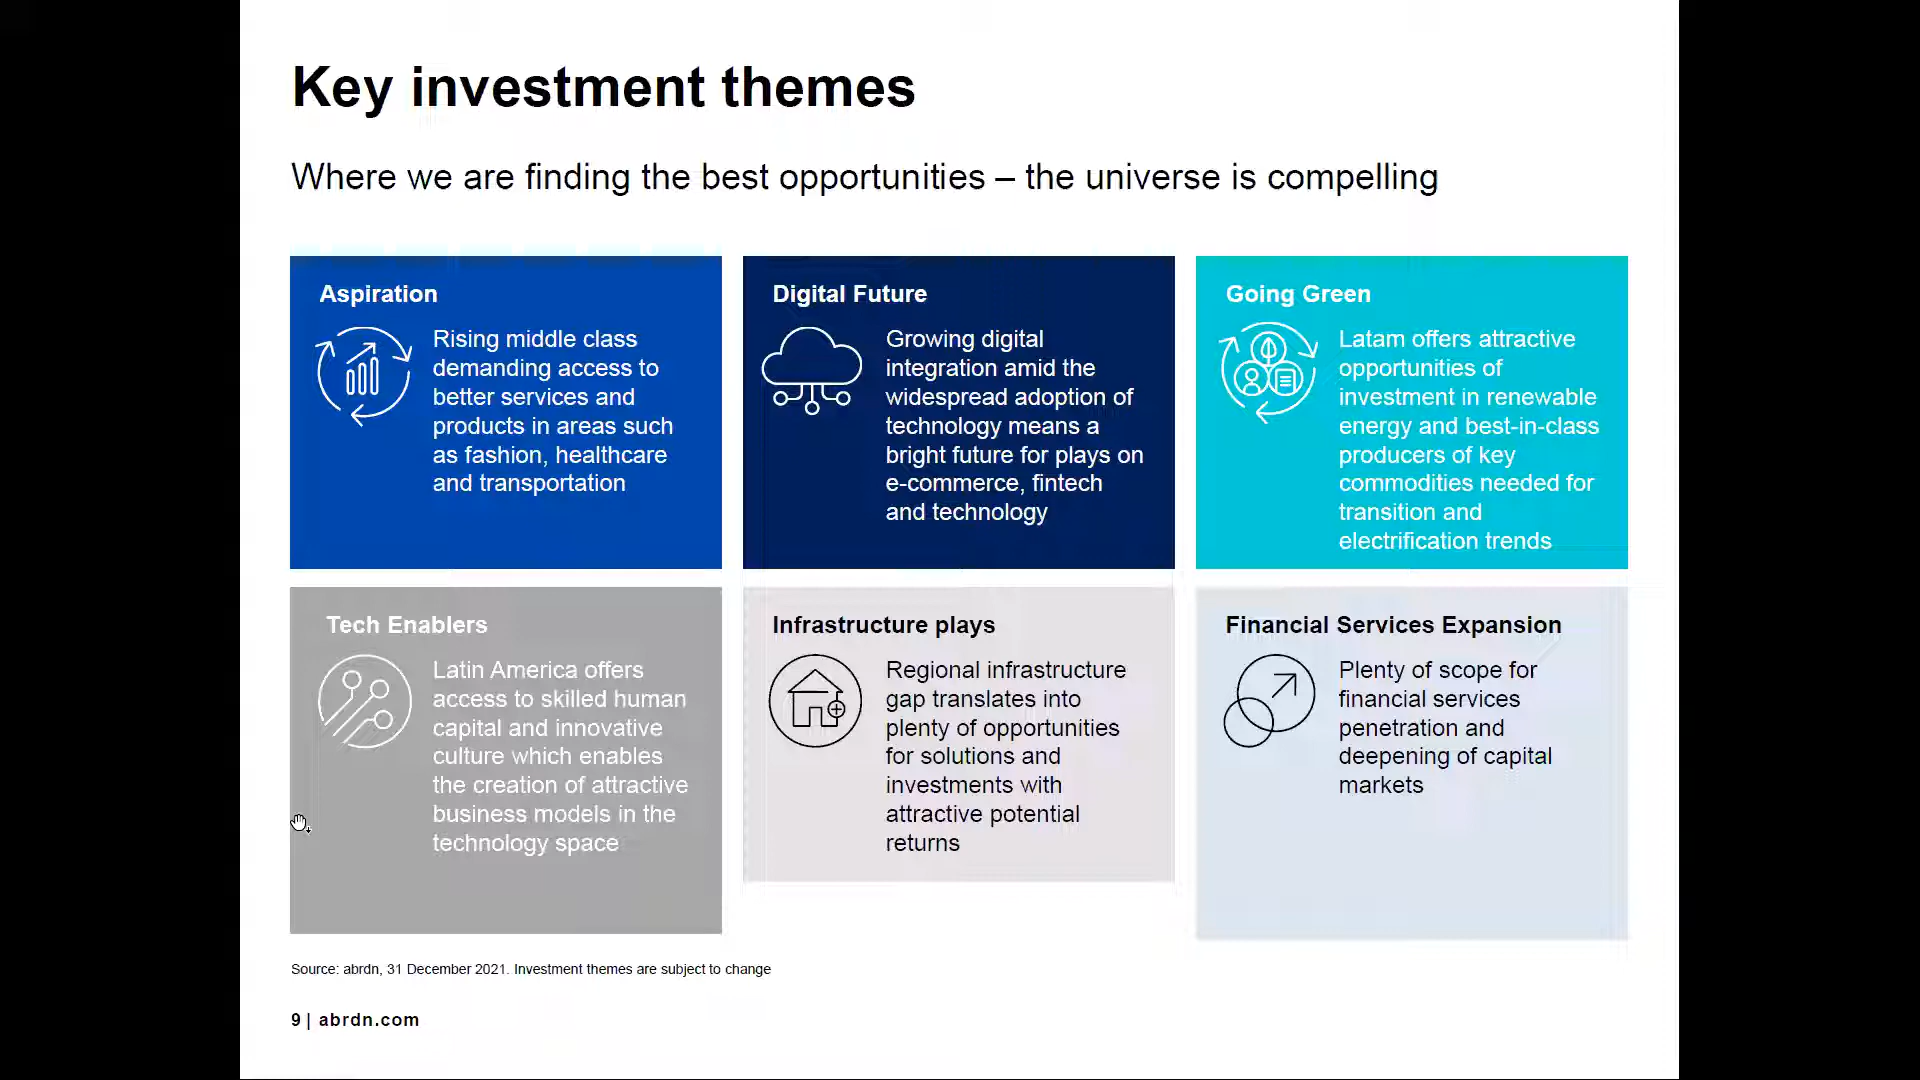 Key investment themes
Where we are finding the best opportunities – the universe is compelling
Aspiration
Rising middle class
demanding access to
better services and
products in areas such
as fashion, healthcare
and transportation
Digital Future
Growing digital
integration amid the
widespread adoption of
technology means a
bright future for plays on
e-commerce, fintech
and technology
Going Green
Latam offers attractive
opportunities of
investment in renewable
energy and best-in-class
producers of key
commodities needed for
transition and
electrification trends
Tech Enablers
Latin America offers
access to skilled human
capital and innovative
culture which enables
the creation of attractive
business models in the
technology space
Infrastructure plays
Regional infrastructure
gap translates into
plenty of opportunities
for solutions and
investments with
attractive potential
returns
Financial Services Expansion
Plenty of scope for
financial services
penetration and
deepening of capital
markets
Source: abrdn, 31 December 2021. Investment themes are subject to change
9 | abrdn.com